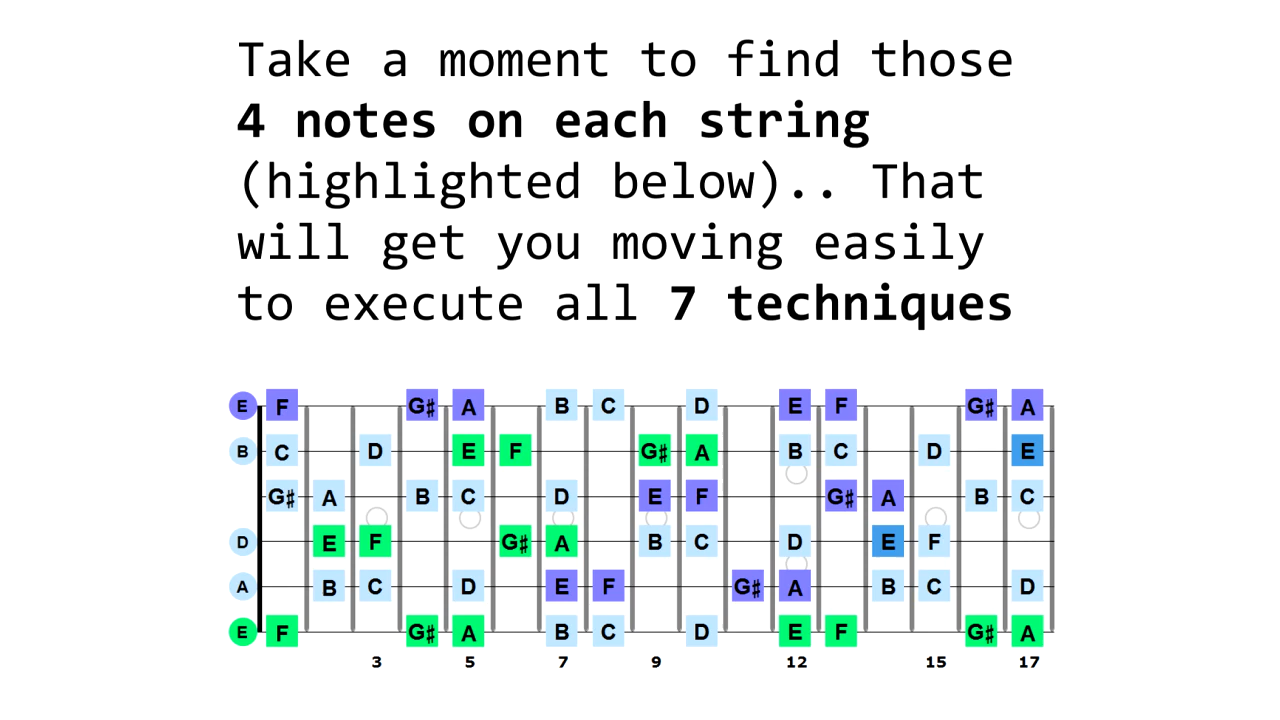 Take a moment to find those
4 notes on each string
(highlighted below).. That
will get you moving easily
to execute all 7 techniques
E F G♯ A B C D E F G♯ A
B C D E F G♯ A B C D E
G♯ A B C D E F G♯ A B C
D E F G♯ A B C D E F
A B C D E F G♯ A B C D
E F G♯ A B C D E F G♯ A
3 5 7 9 12 15 17